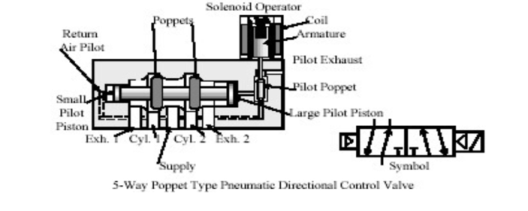 Solenoid Operator
Coil
Poppets
Armature
Return
Air Pilot
Pilot Exhaust
Pilot Poppet
Small
Pilot
Piston
Large Pilot Piston
Exh. 1 Cyl. 1 Cyl. 2 Exh. 2
Supply
Symbol
5-Way Poppet Type Pneumatic Directional Control Valve